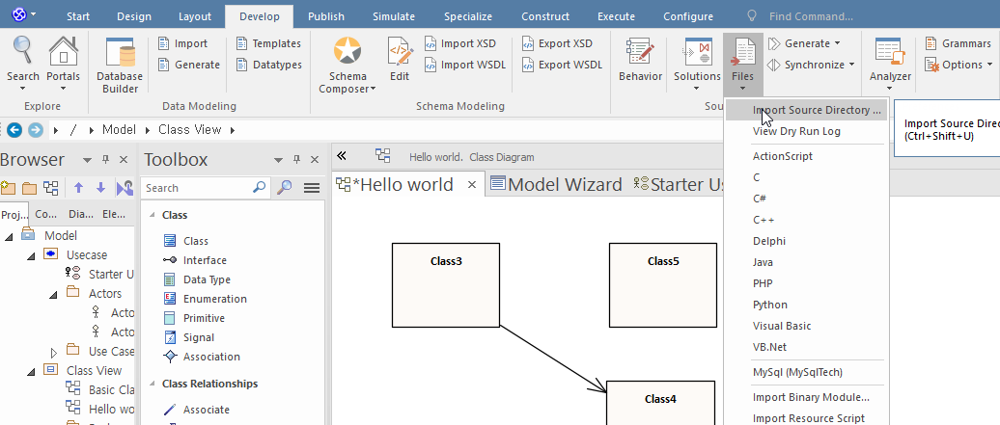 Start Design Layout Develop Publish Simulate Specialize Construct Execute Configure Find Command...
Import Templates Import XSD Export XSD Generate Grammars
Generate Datatypes Import WSDL Export WSDL Synchronize Options
Search Portals Database Builder Schema Composer Edit Behavior Solutions Files Analyzer
Explore Data Modeling Schema Modeling Sou
/ Model Class View
Import Source Directory ...
View Dry Run Log
ActionScript
C
C#
C++
Delphi
Java
PHP
Python
Visual Basic
VB.Net
MySql (MySqlTech)
Import Binary Module...
Import Resource Script
Import Source Direc
(Ctrl+Shift+U)
Browser
Proj... Co... Dia... Ele...
Model
Usecase
Starter U
Actors
Acto
Acto
Use Case
Class View
Basic Cla
Hello wo
Toolbox
Search
Class
Class
Interface
Data Type
Enumeration
Primitive
Signal
Association
Class Relationships
Associate
Hello world. Class Diagram
*Hello world Model Wizard Starter Us
Class3
Class5
Class4